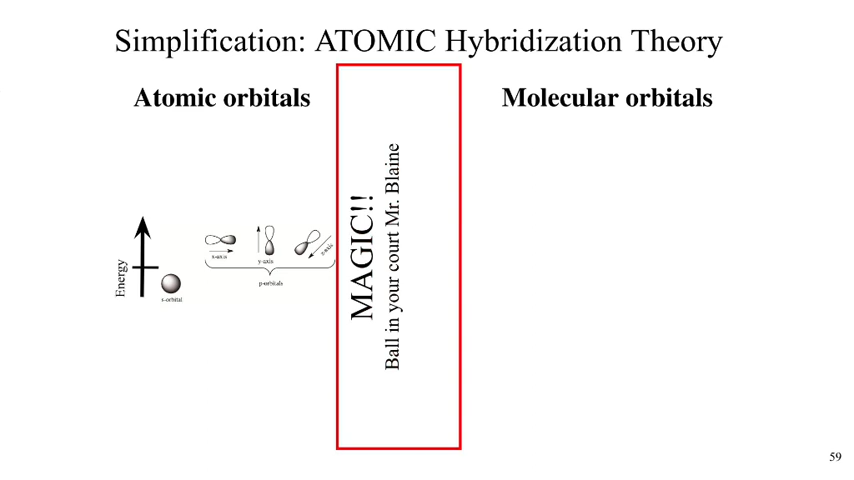 Simplification: ATOMIC Hybridization Theory
Atomic orbitals
Molecular orbitals
MAGIC!!
Ball in your court Mr. Blaine
Energy
s-orbital
x-axis
y-axis
z-axis
p-orbitals
59